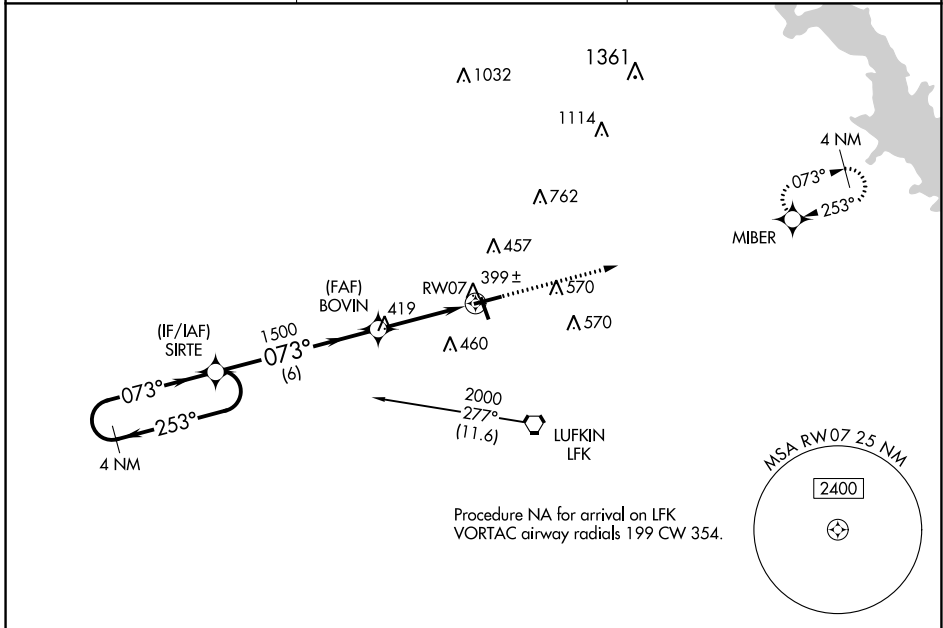 1361
1032
1114
4 NM
073°
762
253°
MIBER
457
399 ±
RW07
570
(FAF)
BOVIN
419
570
(IF/IAF)
SIRTE
1500
073°
(6)
460
073°
253°
4 NM
2000
277°
(11.6)
LUFKIN
LFK
MSA RW07 25 NM
2400
Procedure NA for arrival on LFK
VORTAC airway radials 199 CW 354.